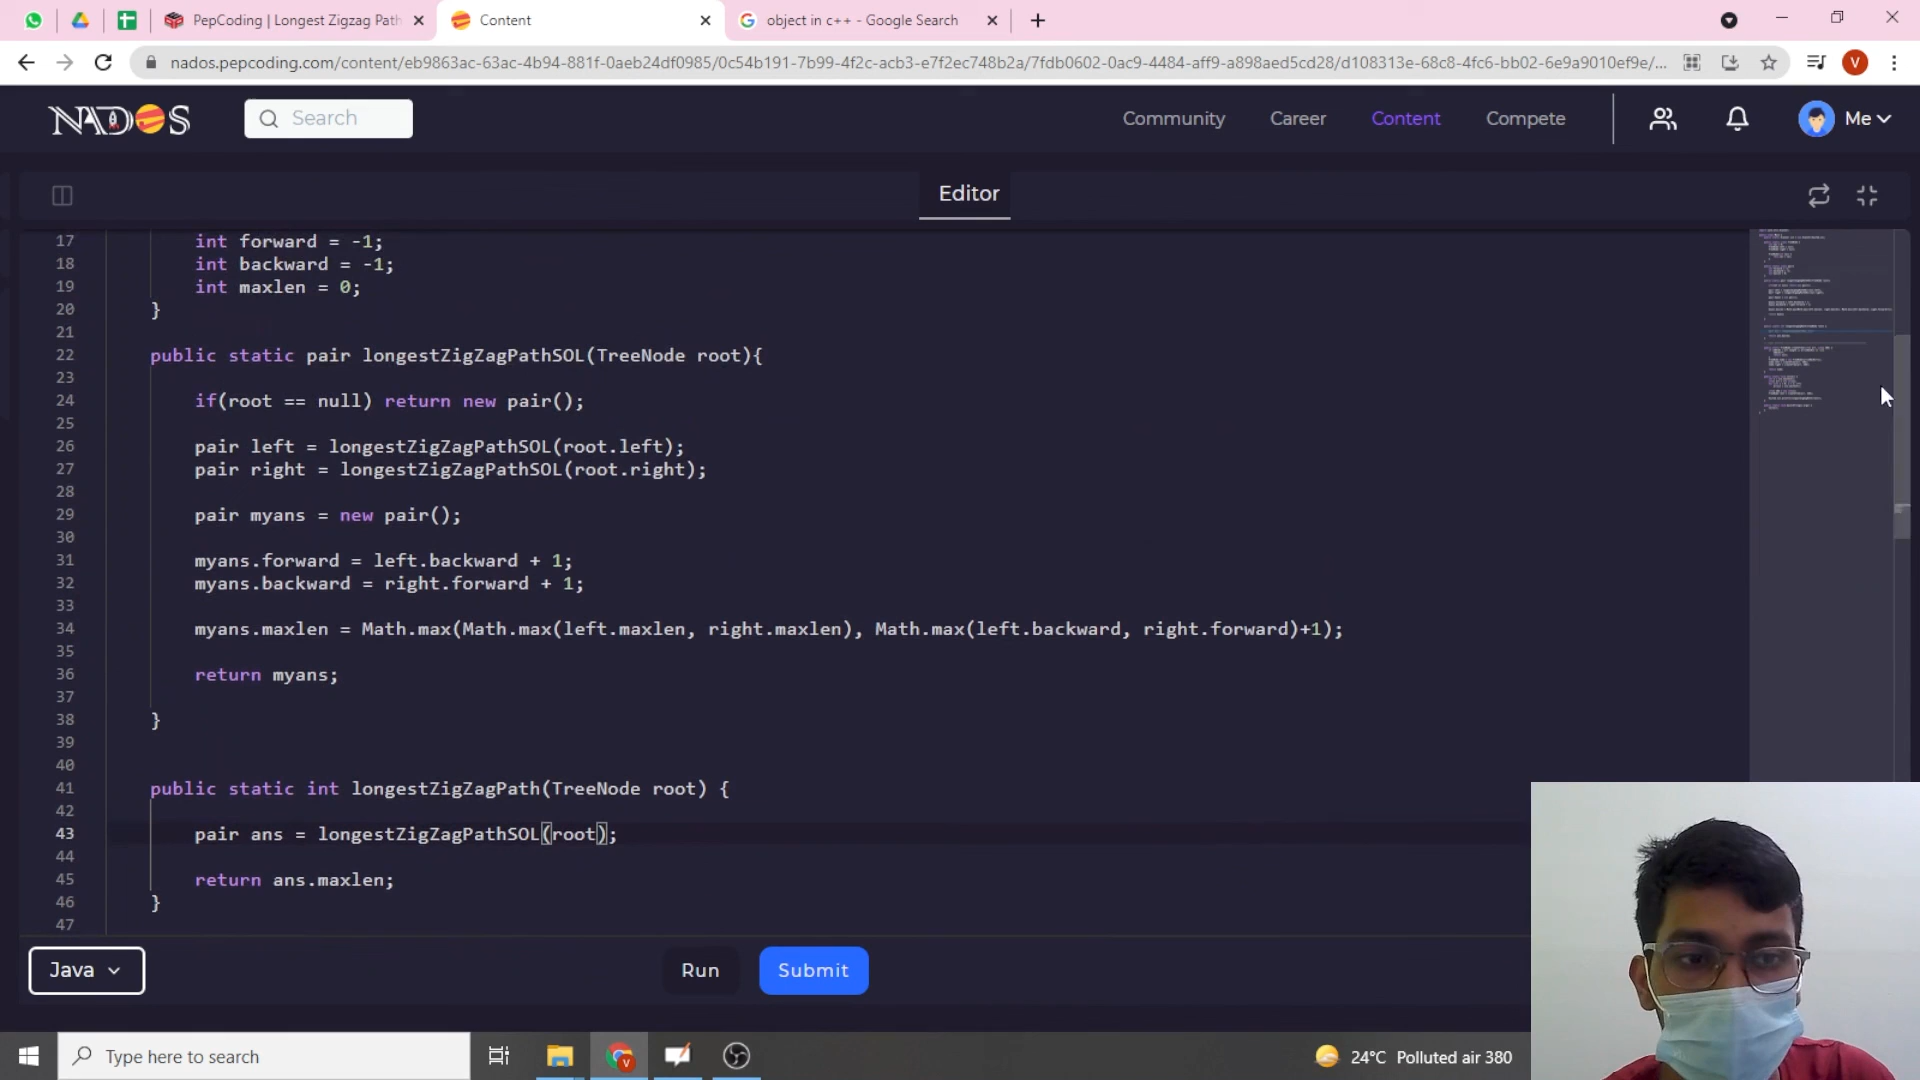 PepCoding | Longest Zigzag Path
Content
object in c++ - Google Search
nados.pepcoding.com/content/eb9863ac-63ac-4b94-881f-0aeb24df0985/0c54b191-7b99-4f2c-acb3-e7f2ec748b2a/7fdb0602-0ac9-4484-aff9-a898aed5cd28/d108313e-68c8-4fc6-bb02-6e9a9010ef9e/...
V
NADOS
Search
Community
Career
Content
Compete
Me
Editor
17 int forward = -1;
18 int backward = -1;
19 int maxlen = 0;
20 }
21
22 public static pair longestZigZagPathSOL(TreeNode root){
23
24 if(root == null) return new pair();
25
26 pair left = longestZigZagPathSOL(root.left);
27 pair right = longestZigZagPathSOL(root.right);
28
29 pair myans = new pair();
30
31 myans.forward = left.backward + 1;
32 myans.backward = right.forward + 1;
33
34 myans.maxlen = Math.max(Math.max(left.maxlen, right.maxlen), Math.max(left.backward, right.forward)+1);
35
36 return myans;
37
38 }
39
40
41 public static int longestZigZagPath(TreeNode root) {
42
43 pair ans = longestZigZagPathSOL(root);
44
45 return ans.maxlen;
46 }
47
Java
Run
Submit
Type here to search
24°C Polluted air 380